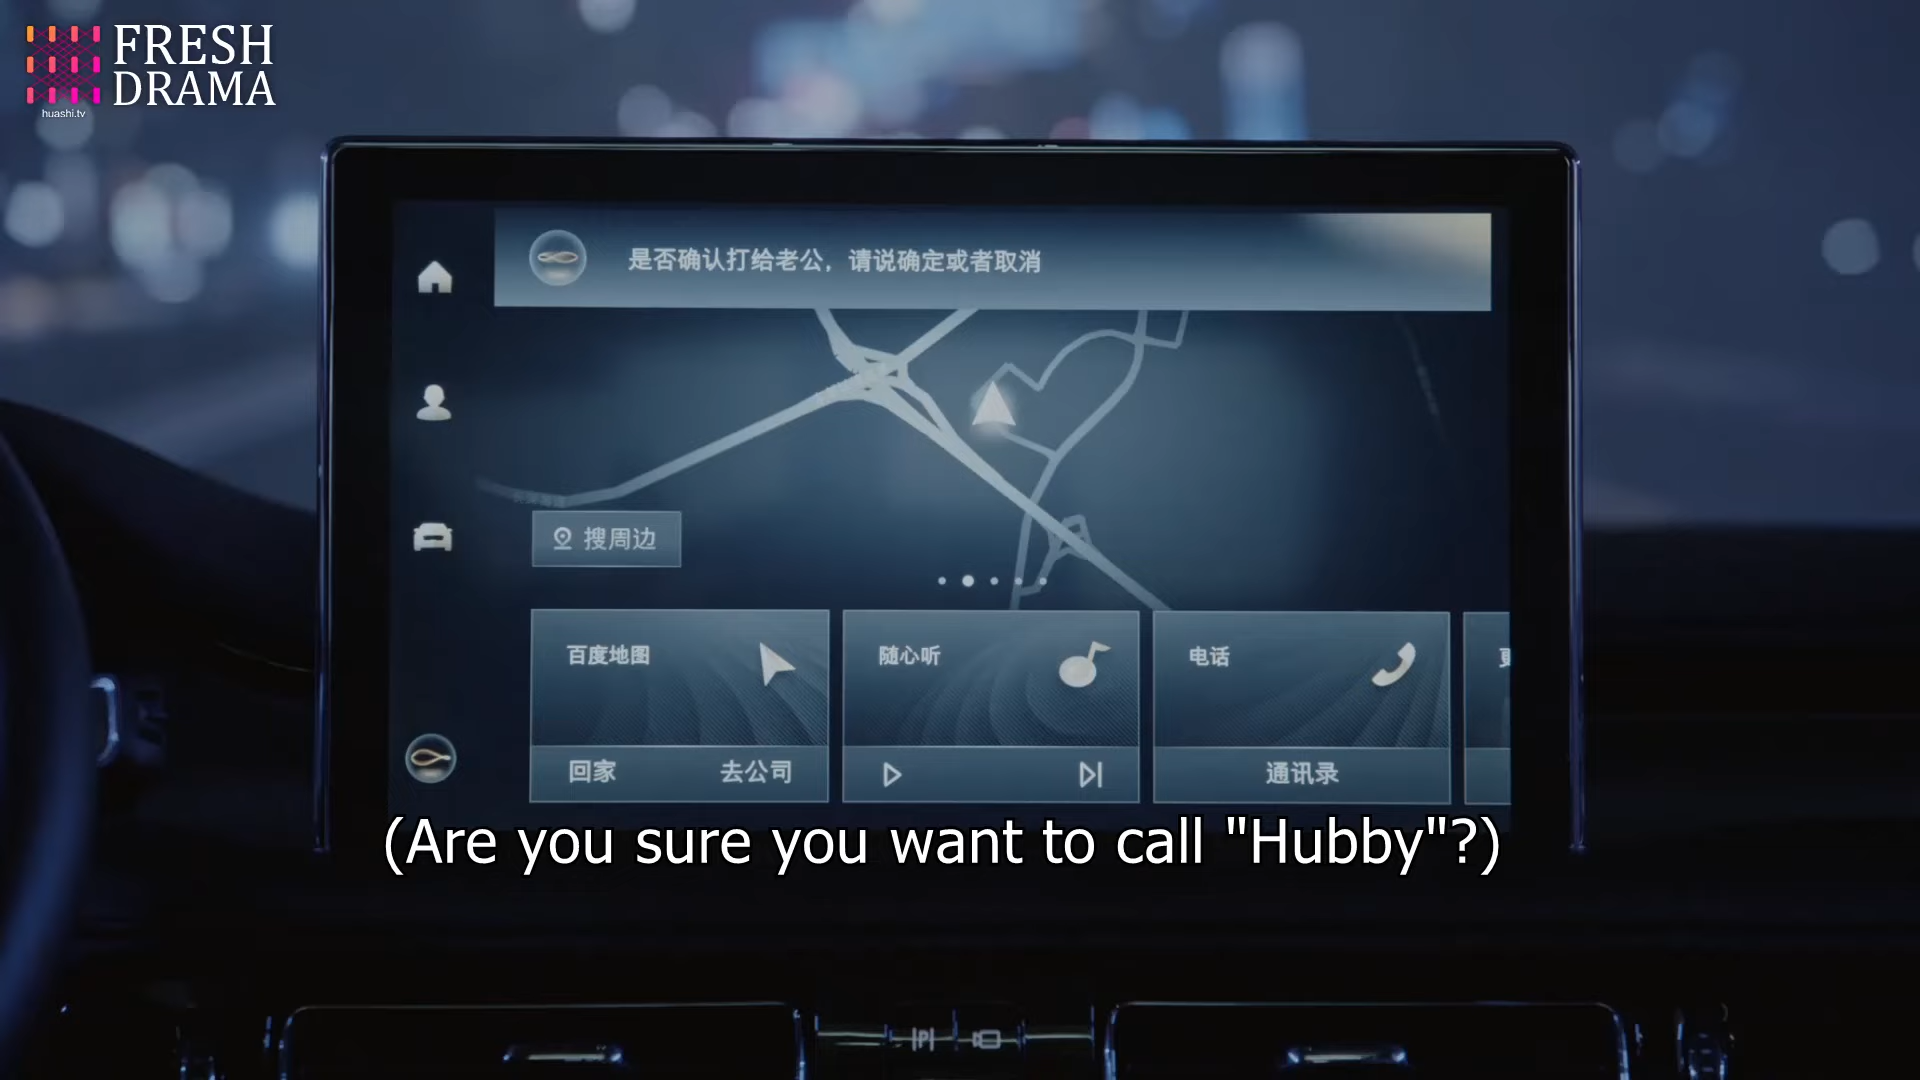 FRESH
DRAMA
huashi.tv
是否确认打给老公，请说确定或者取消
搜周边
百度地图
随心听
电话
回家
去公司
通讯录
(Are you sure you want to call "Hubby"?)
|P|